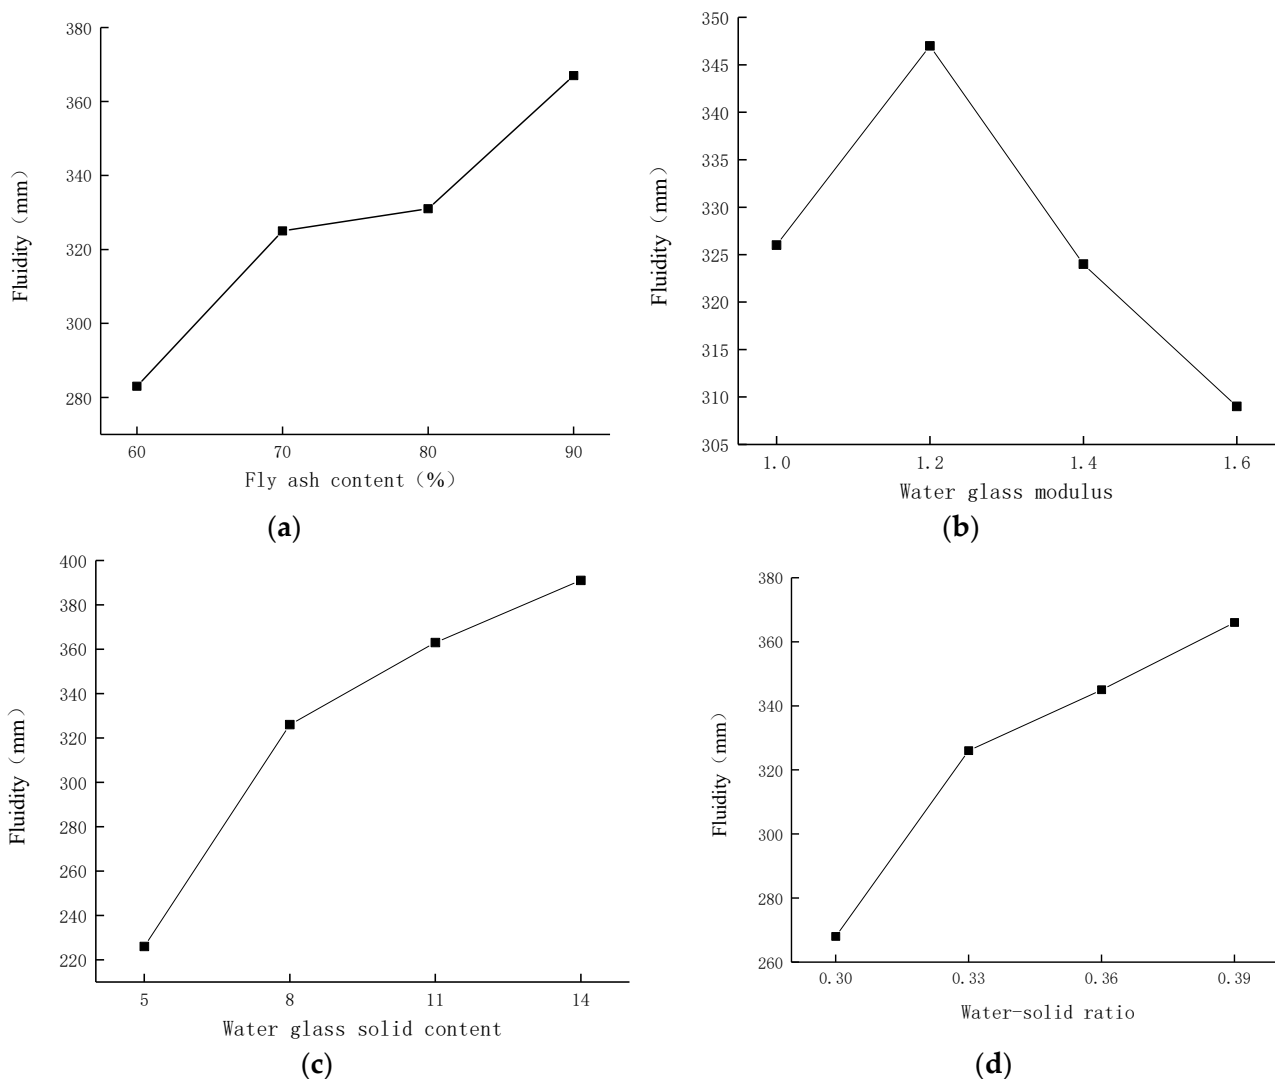 380
360
340
320
300
280
Fluidity（mm）
60 70 80 90
Fly ash content（%）
(a)
350
345
340
335
330
325
320
315
310
305
Fluidity（mm）
1.0 1.2 1.4 1.6
Water glass modulus
(b)
400
380
360
340
320
300
280
260
240
220
Fluidity（mm）
5 8 11 14
Water glass solid content
(c)
380
360
340
320
300
280
260
Fluidity（mm）
0.30 0.33 0.36 0.39
Water-solid ratio
(d)